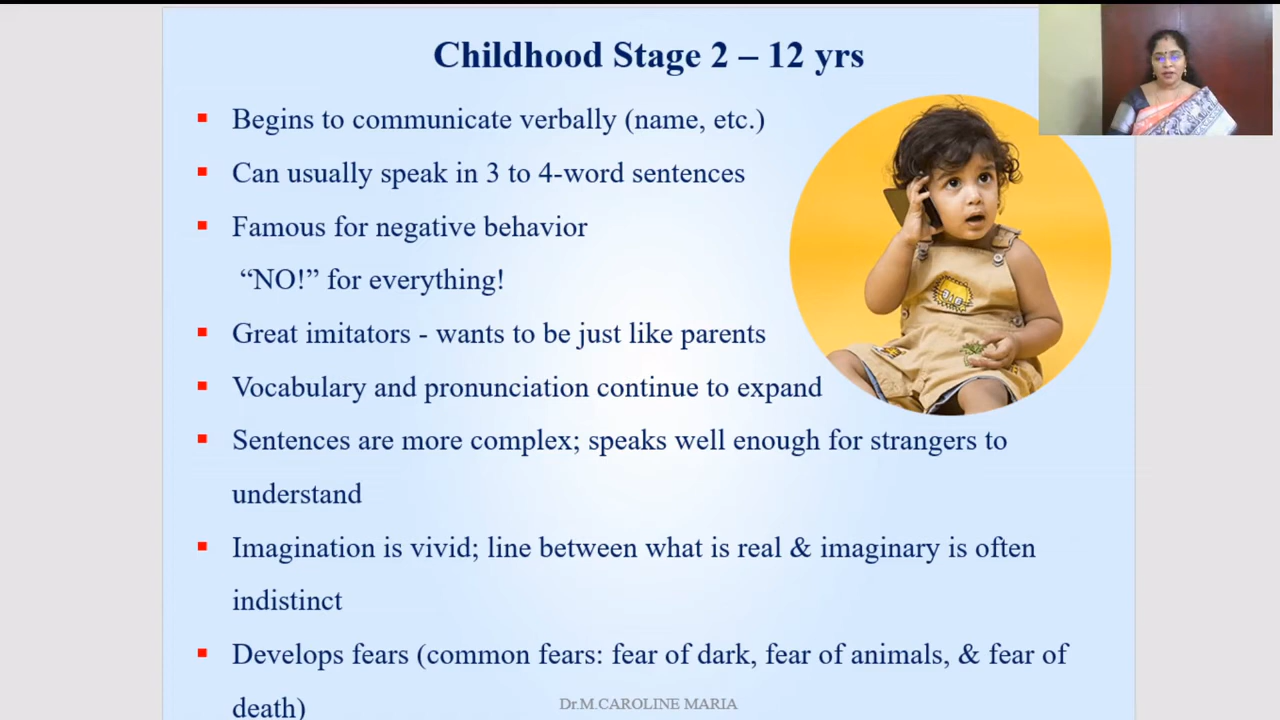 Childhood Stage 2 – 12 yrs
Begins to communicate verbally (name, etc.)
Can usually speak in 3 to 4-word sentences
Famous for negative behavior
“NO!” for everything!
Great imitators - wants to be just like parents
Vocabulary and pronunciation continue to expand
Sentences are more complex; speaks well enough for strangers to
understand
Imagination is vivid; line between what is real & imaginary is often
indistinct
Develops fears (common fears: fear of dark, fear of animals, & fear of
death)
Dr.M.CAROLINE MARIA